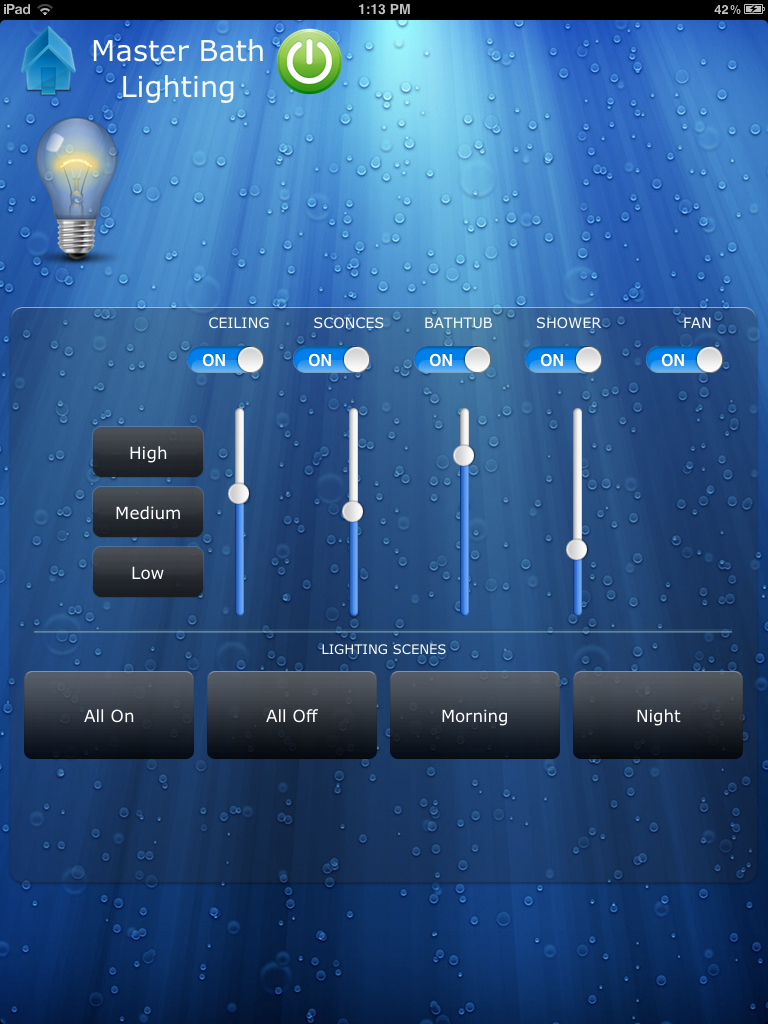 iPad 1:13 PM 42%
Master Bath
Lighting
CEILING SCONCES BATHTUB SHOWER FAN
ON ON ON ON ON
High
Medium
Low
LIGHTING SCENES
All On All Off Morning Night